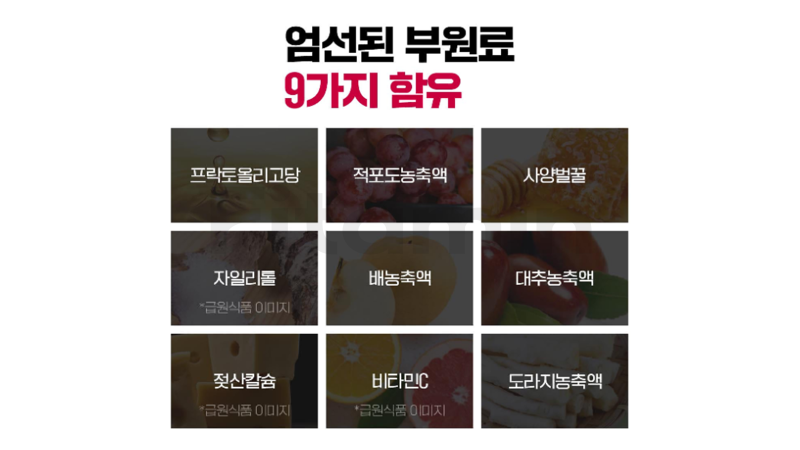 엄선된 부원료
9가지 함유
프락토올리고당
적포도농축액
사양벌꿀
자일리톨
*급원식품 이미지
배농축액
대추농축액
젖산칼슘
*급원식품 이미지
비타민C
*급원식품 이미지
도라지농축액